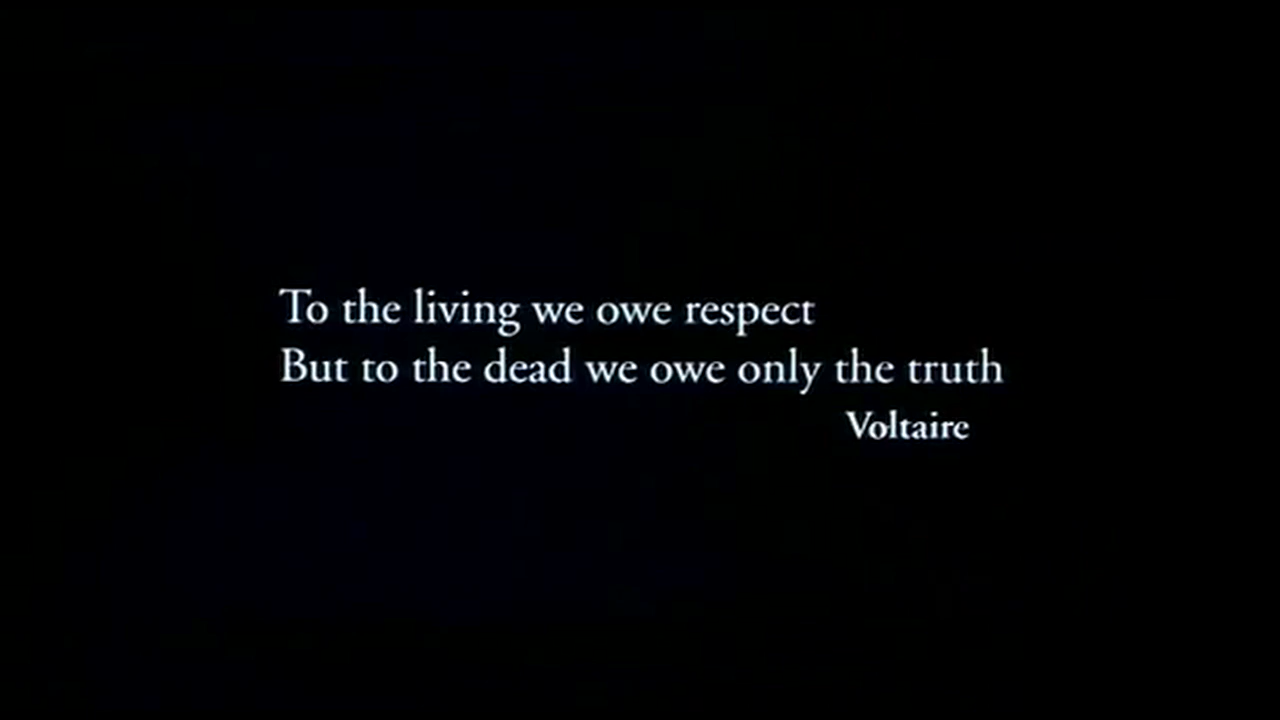 To the living we owe respect
But to the dead we owe only the truth
Voltaire